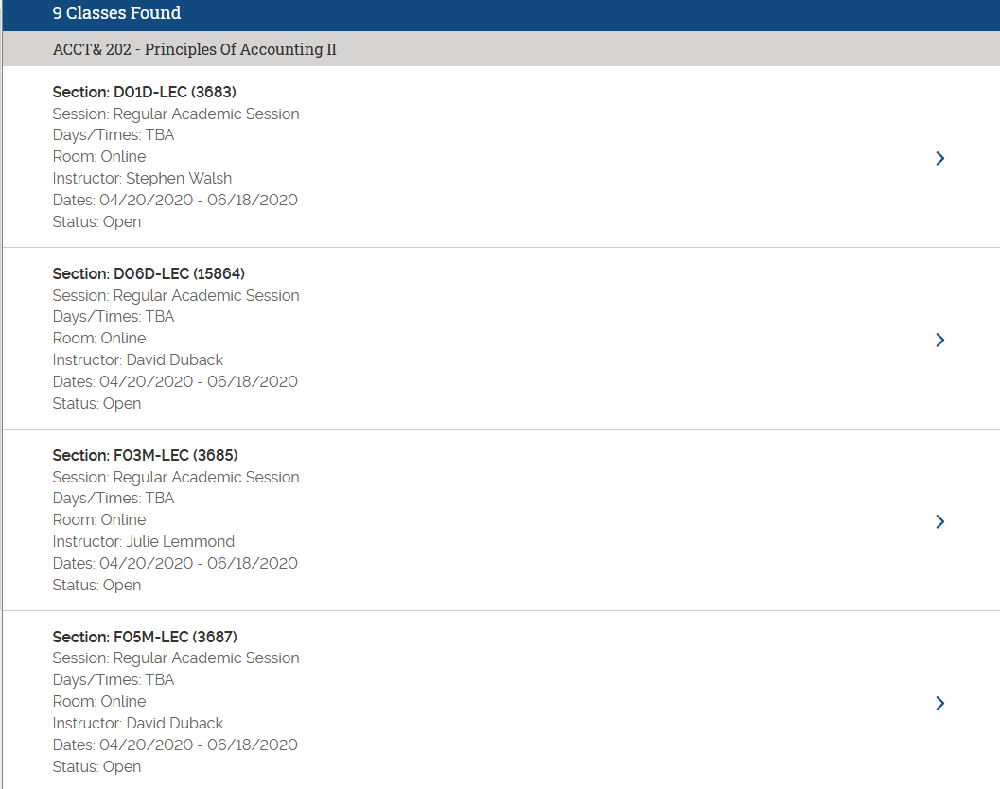 9 Classes Found
ACCT& 202 - Principles Of Accounting II
Section: D01D-LEC (3683)
Session: Regular Academic Session
Days/Times: TBA
Room: Online
Instructor: Stephen Walsh
Dates: 04/20/2020 - 06/18/2020
Status: Open
Section: D06D-LEC (15864)
Session: Regular Academic Session
Days/Times: TBA
Room: Online
Instructor: David Duback
Dates: 04/20/2020 - 06/18/2020
Status: Open
Section: F03M-LEC (3685)
Session: Regular Academic Session
Days/Times: TBA
Room: Online
Instructor: Julie Lemmond
Dates: 04/20/2020 - 06/18/2020
Status: Open
Section: F05M-LEC (3687)
Session: Regular Academic Session
Days/Times: TBA
Room: Online
Instructor: David Duback
Dates: 04/20/2020 - 06/18/2020
Status: Open